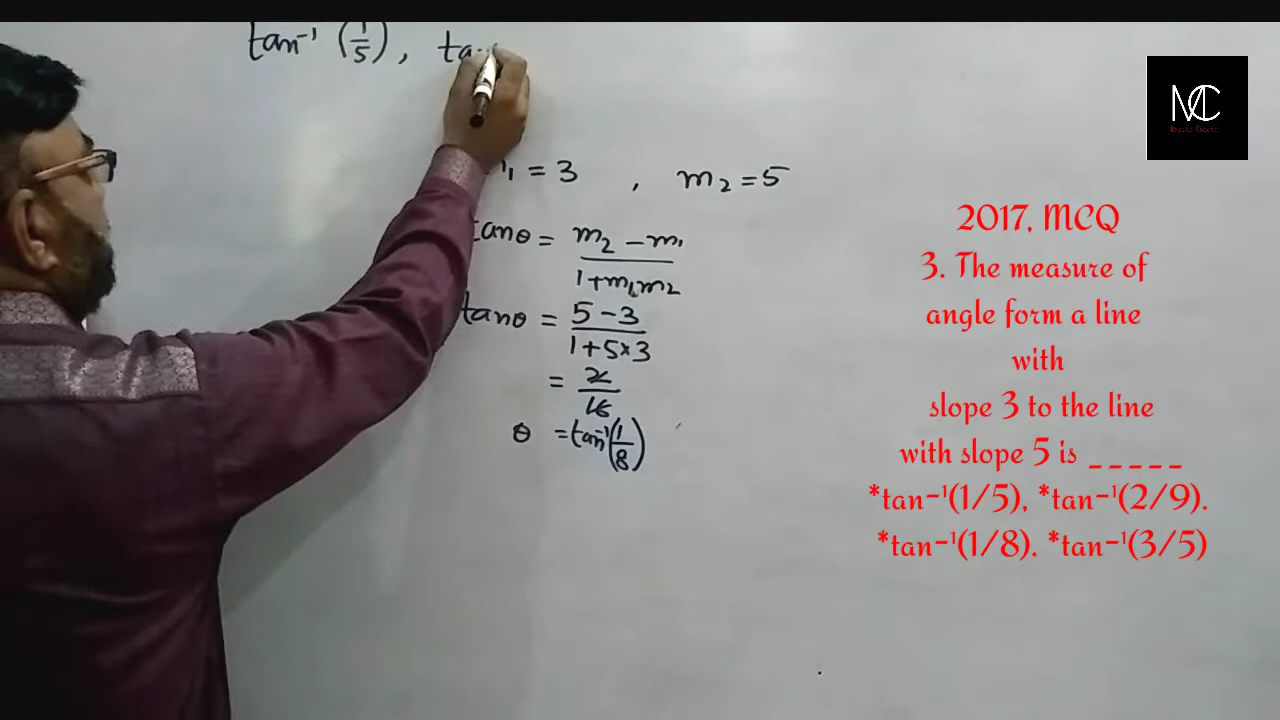 tan⁻¹ (1/5), ta
= 3 , m₂ = 5
tanθ = m₂ - m₁ / 1+m₁m₂
tanθ = 5-3 / 1+5×3
= 2/16
θ = tan⁻¹(1/8)
MC
2017, MCQ
3. The measure of
angle form a line
with
slope 3 to the line
with slope 5 is _ _ _ _ _
*tan-¹(1/5), *tan-¹(2/9).
*tan-¹(1/8). *tan-¹(3/5)